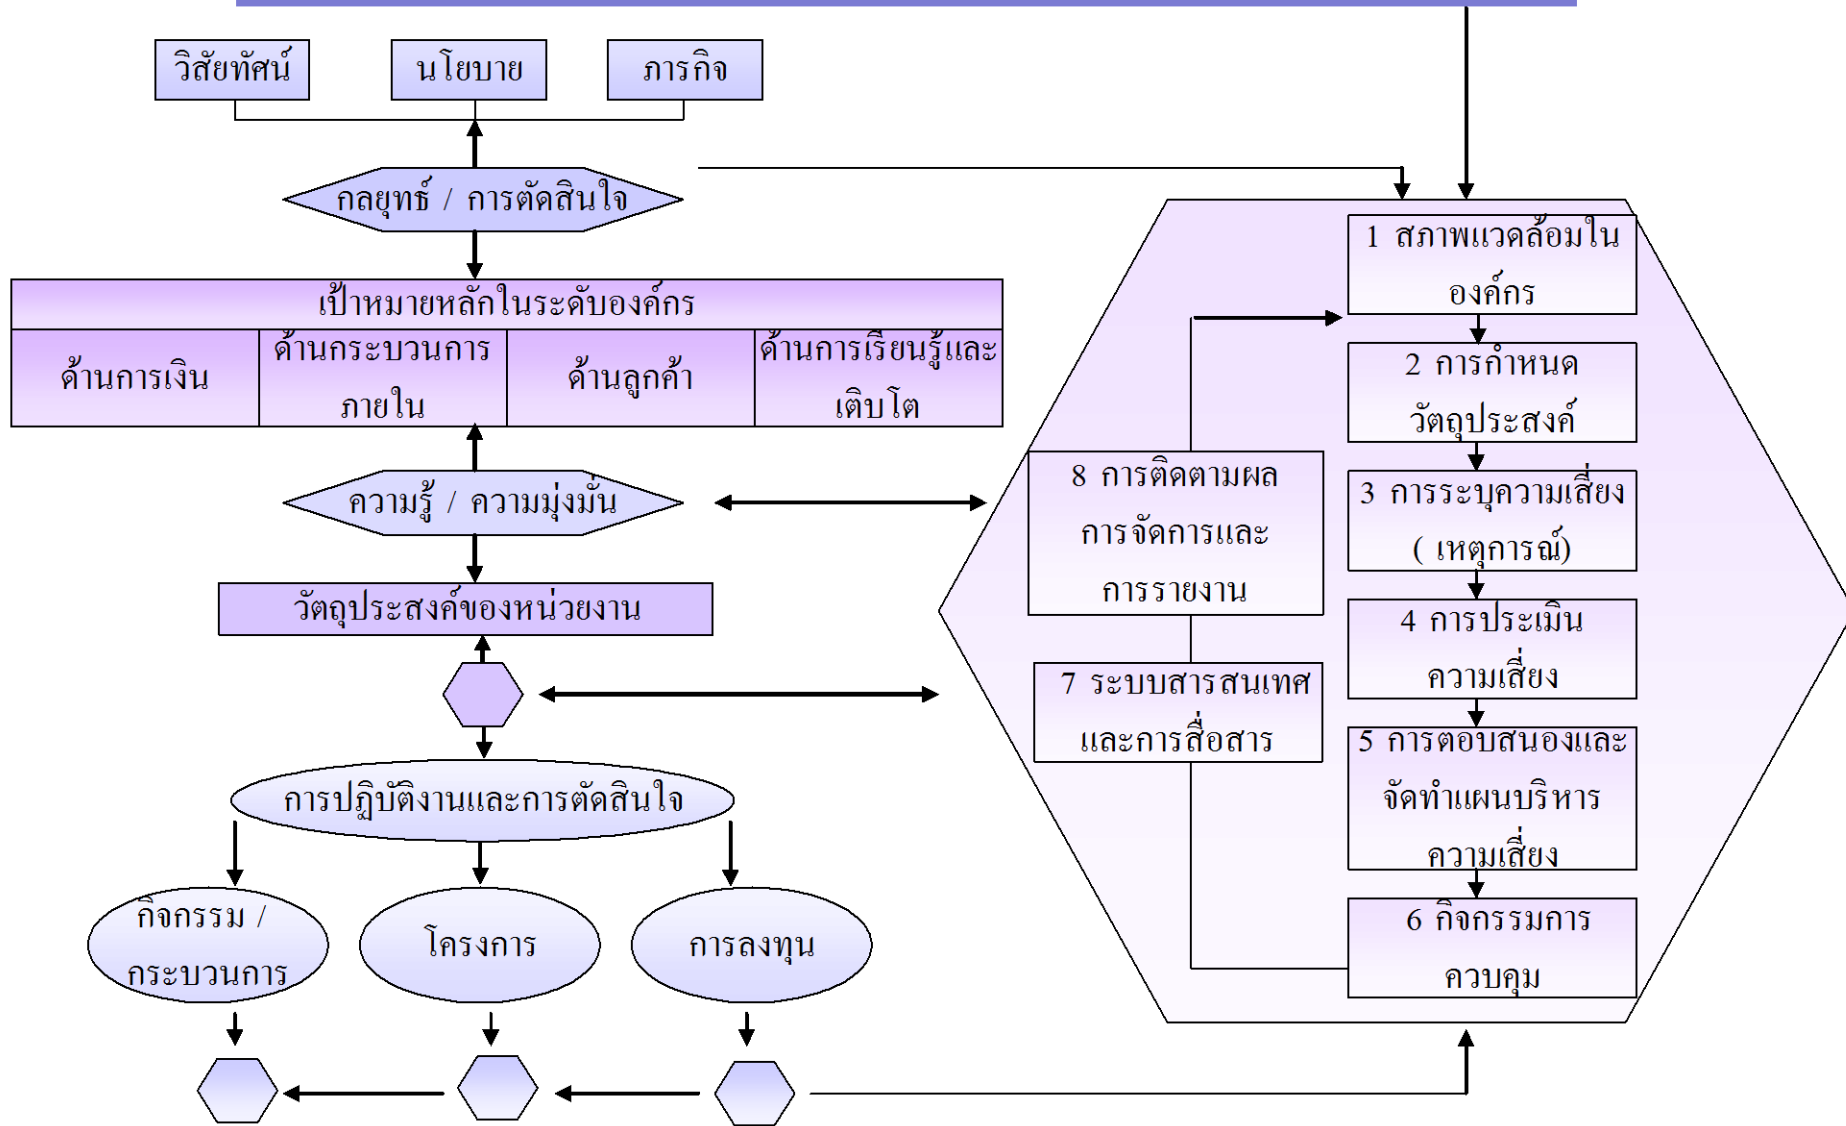 วิสัยทัศน์
นโยบาย
ภารกิจ
กลยุทธ์ / การตัดสินใจ
เป้าหมายหลักในระดับองค์กร
ด้านการเงิน
ด้านกระบวนการ
ภายใน
ด้านลูกค้า
ด้านการเรียนรู้และ
เติบโต
ความรู้ / ความมุ่งมั่น
วัตถุประสงค์ของหน่วยงาน
การปฏิบัติงานและการตัดสินใจ
กิจกรรม /
กระบวนการ
โครงการ
การลงทุน
1 สภาพแวดล้อมใน
องค์กร
2 การกำหนด
วัตถุประสงค์
3 การระบุความเสี่ยง
( เหตุการณ์)
4 การประเมิน
ความเสี่ยง
5 การตอบสนองและ
จัดทำแผนบริหาร
ความเสี่ยง
6 กิจกรรมการ
ควบคุม
7 ระบบสารสนเทศ
และการสื่อสาร
8 การติดตามผล
การจัดการและ
การรายงาน